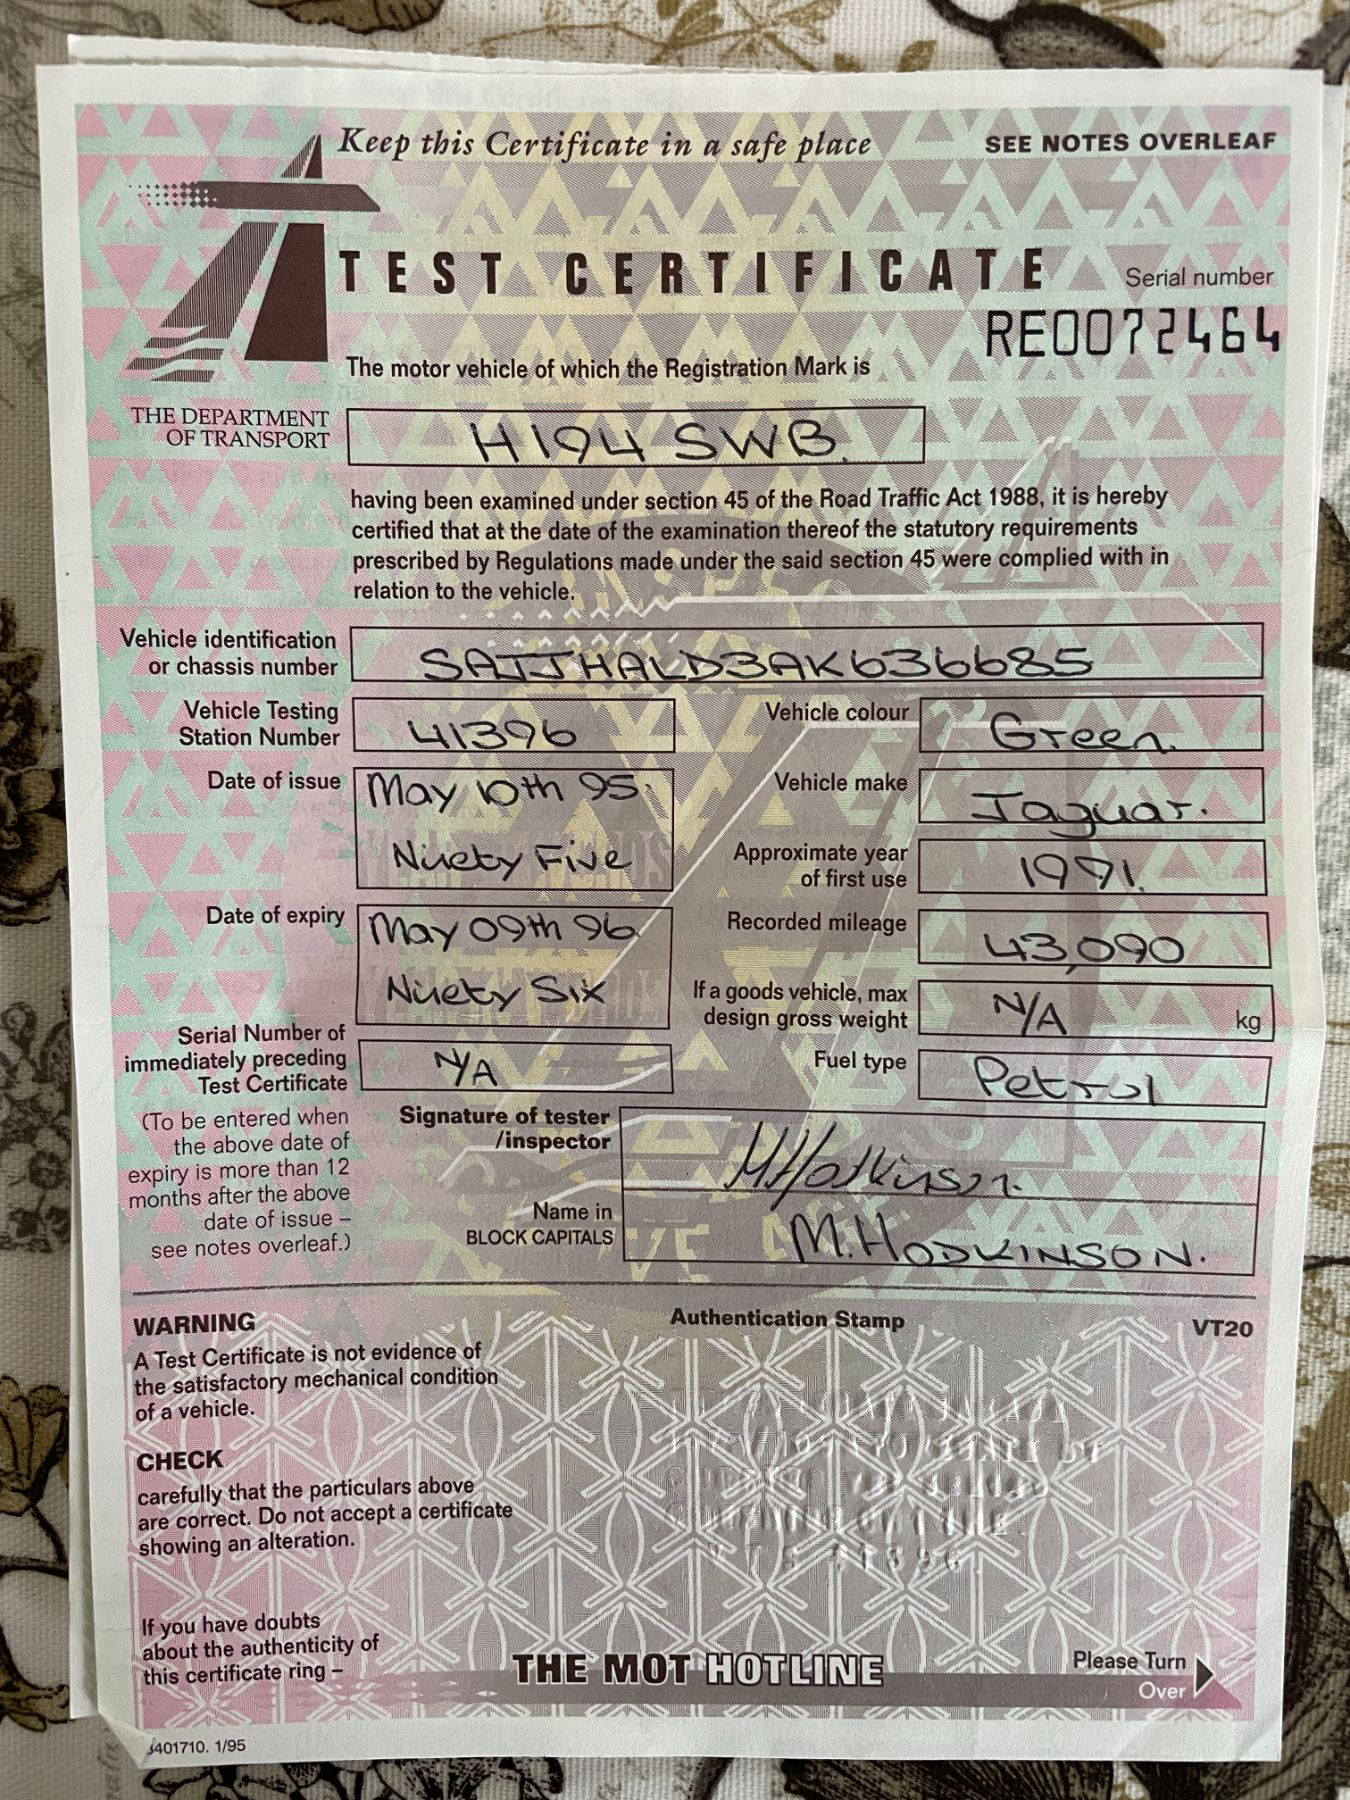 Keep this Certificate in a safe place
SEE NOTES OVERLEAF
TEST CERTIFICATE
Serial number
RE0072464
THE DEPARTMENT
OF TRANSPORT
The motor vehicle of which the Registration Mark is
H194 SWB.
having been examined under section 45 of the Road Traffic Act 1988, it is hereby
certified that at the date of the examination thereof the statutory requirements
prescribed by Regulations made under the said section 45 were complied with in
relation to the vehicle.
Vehicle identification
or chassis number
SAJJHALD3AK636685
Vehicle Testing
Station Number
41396
Vehicle colour
Green.
Date of issue
May 10th 95.
Ninety Five
Vehicle make
Jaguar.
Approximate year
of first use
1991.
Date of expiry
May 09th 96
Ninety Six
Recorded mileage
43,090
If a goods vehicle, max
design gross weight
N/A
kg
Serial Number of
immediately preceding
Test Certificate
N/A
Fuel type
Petrol
(To be entered when
the above date of
expiry is more than 12
months after the above
date of issue –
see notes overleaf.)
Signature of tester
/inspector
MHodkinson.
Name in
BLOCK CAPITALS
M. HODKINSON.
WARNING
A Test Certificate is not evidence of
the satisfactory mechanical condition
of a vehicle.
Authentication Stamp
VT20
CHECK
carefully that the particulars above
are correct. Do not accept a certificate
showing an alteration.
If you have doubts
about the authenticity of
this certificate ring –
THE MOT HOTLINE
Please Turn
Over
3401710. 1/95